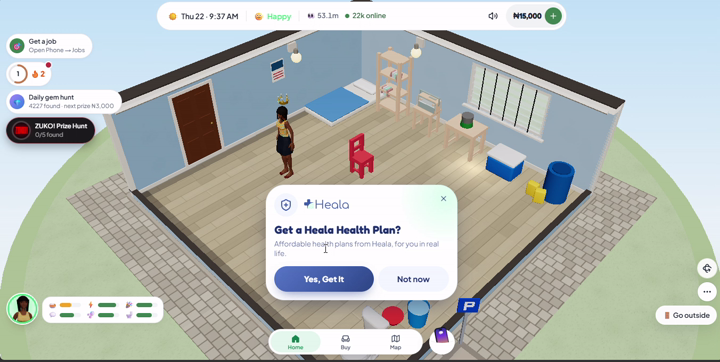 Thu 22 · 9:37 AM
Happy
53.1m
22k online
₦15,000
Get a job
Open Phone → Jobs
1
2
Daily gem hunt
4227 found · next prize ₦3,000
ZUKO! Prize Hunt
0/5 found
Heala
Get a Heala Health Plan?
Affordable health plans from Heala, for you in real
life.
Yes, Get It
Not now
P
Go outside
Home
Buy
Map